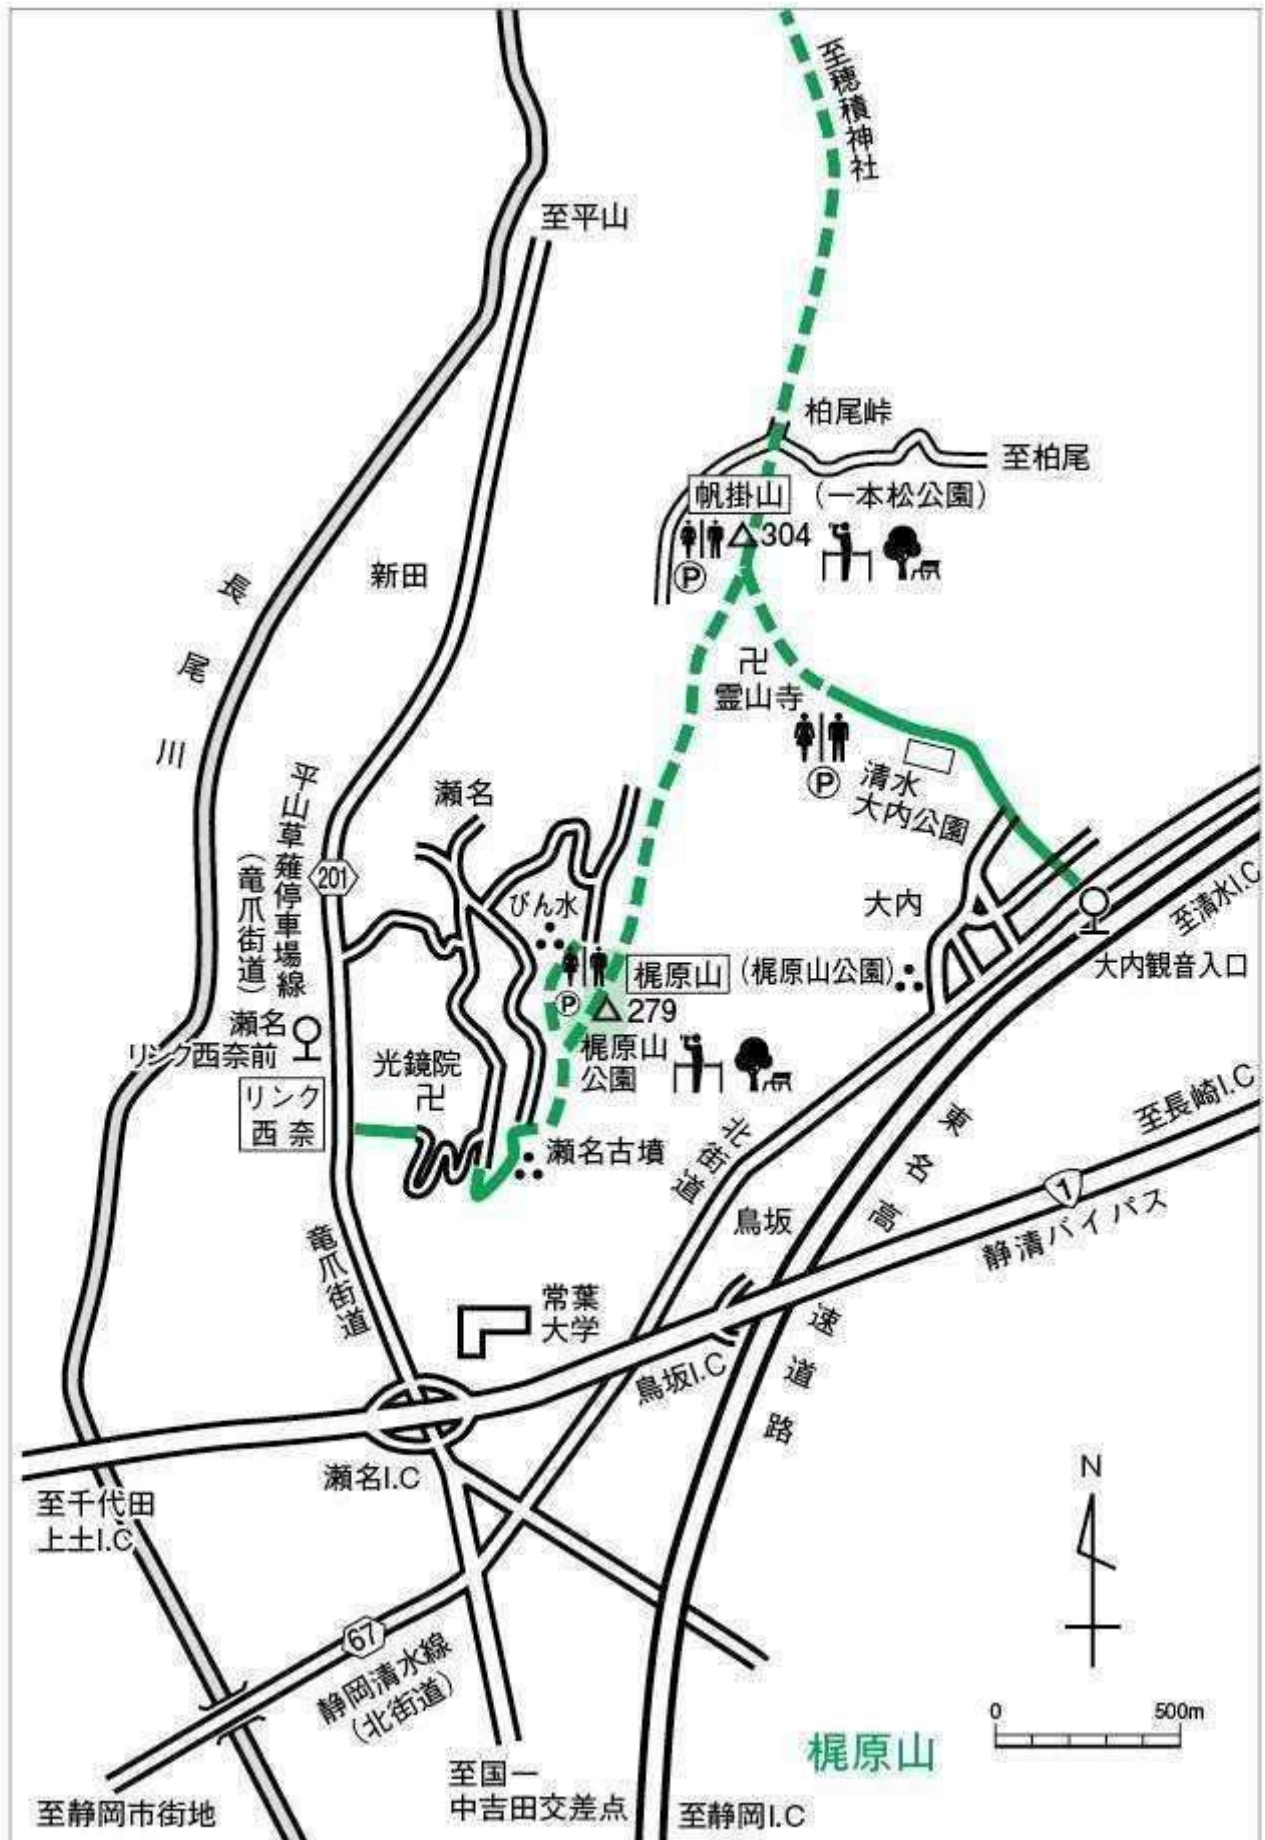 至穂積神社
至平山
柏尾峠
至柏尾
帆掛山
(一本松公園)
304
P
新田
長尾川
卍
霊山寺
P
清水
大内公園
平山草薙停車場線
(竜爪街道)
201
瀬名
びん水
大内
至清水I.C
大内観音入口
梶原山
(梶原山公園)
P
279
梶原山
公園
瀬名
リンク西奈前
光鏡院
卍
リンク
西奈
瀬名古墳
北街道
東名高速道路
至長崎I.C
1
静清バイパス
鳥坂
竜爪街道
常葉
大学
鳥坂I.C
瀬名I.C
至千代田
上土I.C
N
67
静岡清水線
(北街道)
0
500m
梶原山
至国一
中吉田交差点
至静岡市街地
至静岡I.C